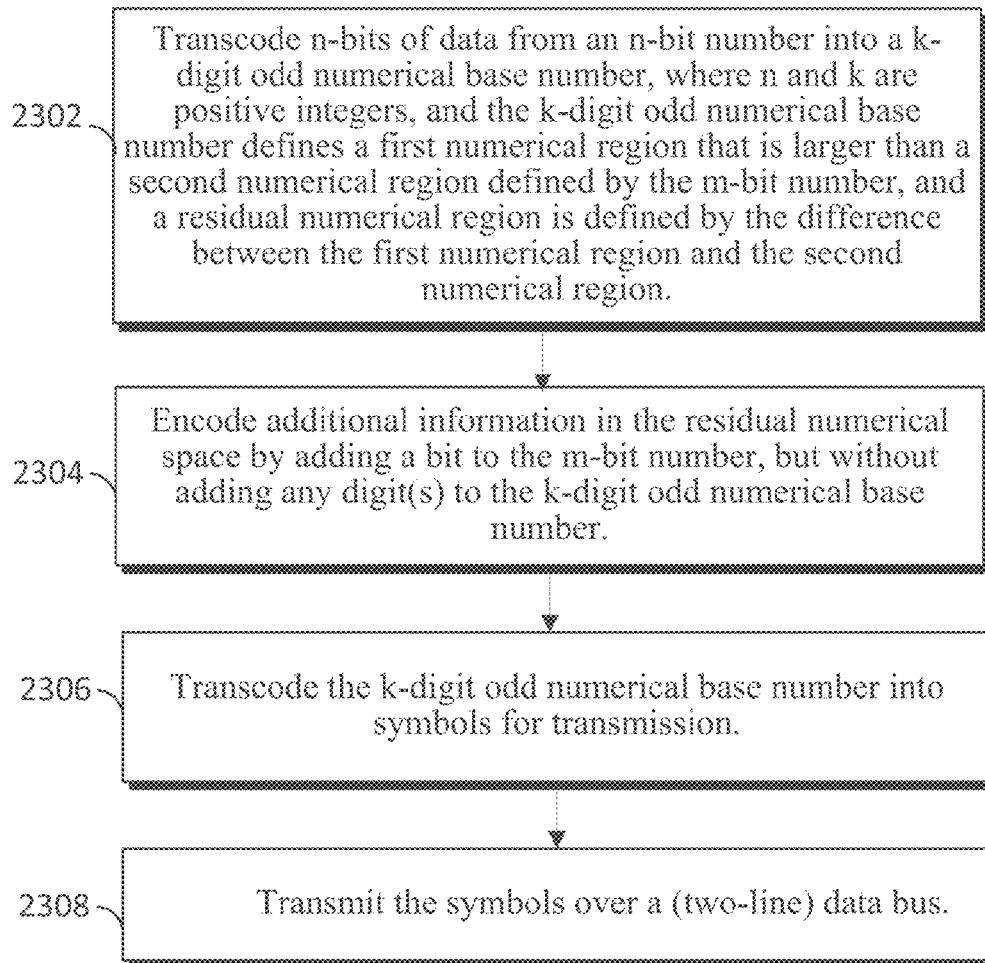 Transcode n-bits of data from an n-bit number into a k-
digit odd numerical base number, where n and k are
positive integers, and the k-digit odd numerical base
number defines a first numerical region that is larger than a
second numerical region defined by the m-bit number, and
a residual numerical region is defined by the difference
between the first numerical region and the second
numerical region.
2302
Encode additional information in the residual numerical
space by adding a bit to the m-bit number, but without
adding any digit(s) to the k-digit odd numerical base
number.
2304
Transcode the k-digit odd numerical base number into
symbols for transmission.
2306
Transmit the symbols over a (two-line) data bus.
2308